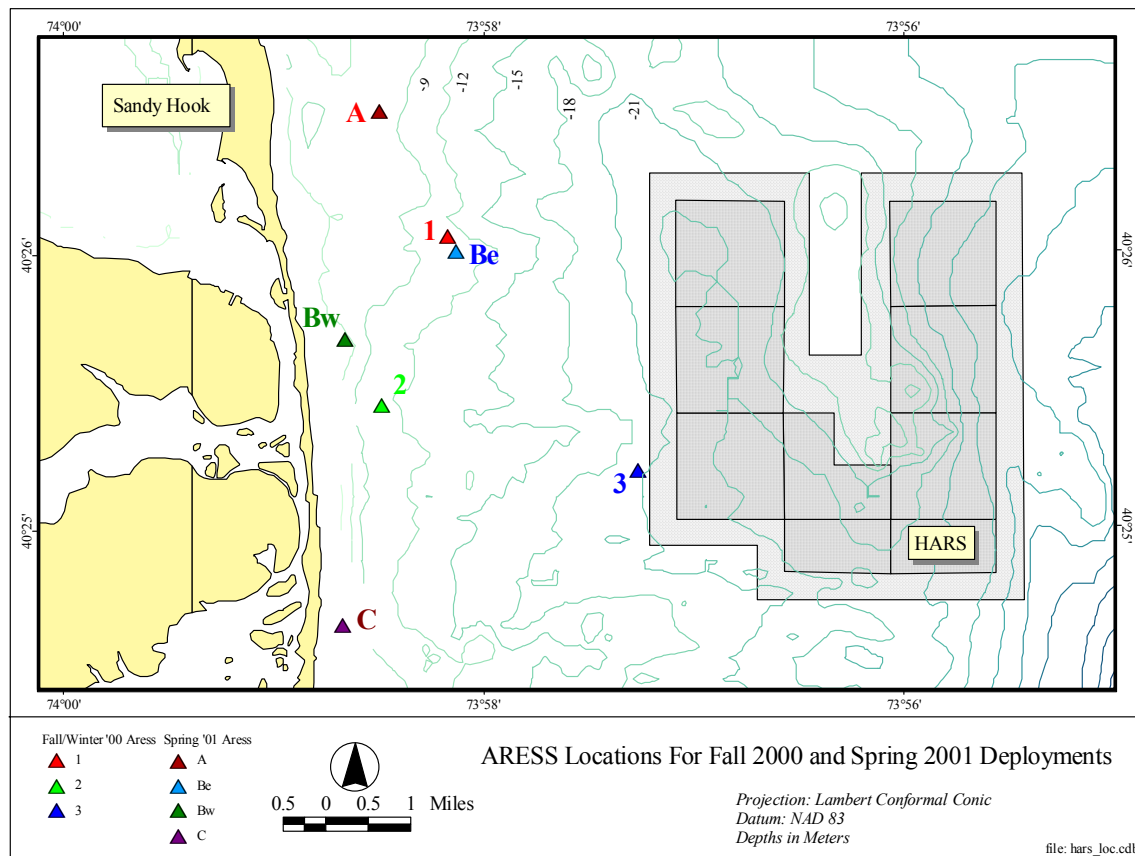 74°00' 73°58' 73°56'
-9 -12 -15 -18 -21
Sandy Hook
A
1
Be
40°26' 40°26'
Bw
2
3
40°25' 40°25'
HARS
C
74°00' 73°58' 73°56'
Fall/Winter '00 Aress Spring '01 Aress
1 A
2 Be
3 Bw
C
0.5 0 0.5 1 Miles
ARESS Locations For Fall 2000 and Spring 2001 Deployments
Projection: Lambert Conformal Conic
Datum: NAD 83
Depths in Meters
file: hars_loc.cdr